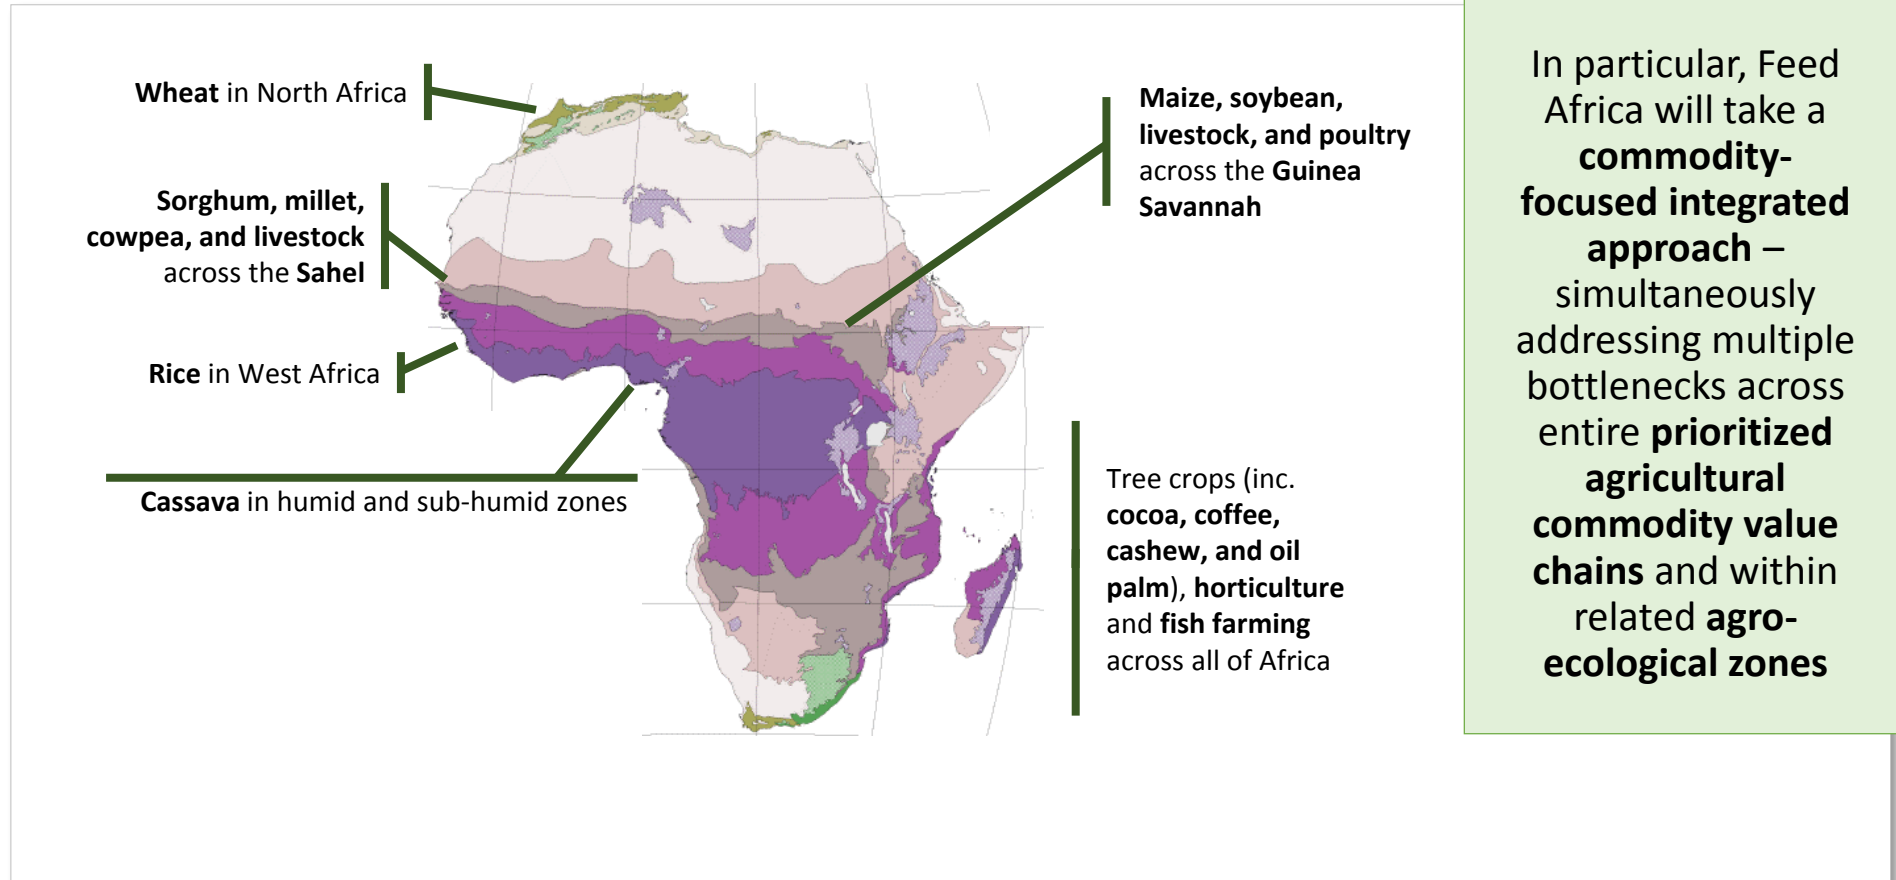 Wheat in North Africa
Sorghum, millet,
cowpea, and livestock
across the Sahel
Rice in West Africa
Cassava in humid and sub-humid zones
Maize, soybean,
livestock, and poultry
across the Guinea
Savannah
Tree crops (inc.
cocoa, coffee,
cashew, and oil
palm), horticulture
and fish farming
across all of Africa
In particular, Feed
Africa will take a
commodity-
focused integrated
approach –
simultaneously
addressing multiple
bottlenecks across
entire prioritized
agricultural
commodity value
chains and within
related agro-
ecological zones